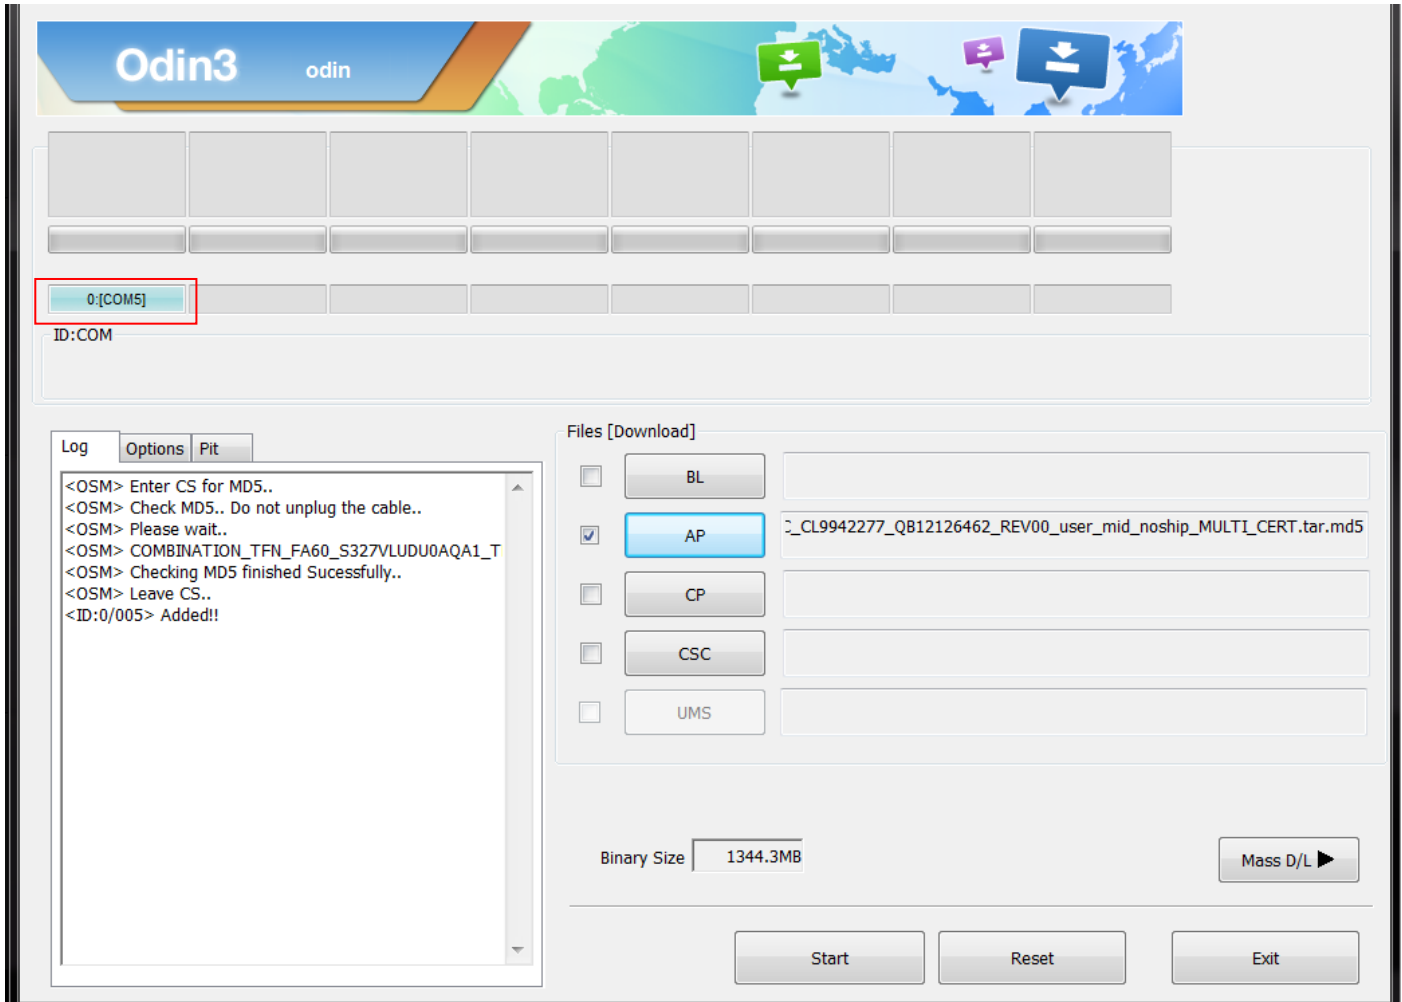 Odin3 odin
0:[COM5]
ID:COM
Log Options Pit
<OSM> Enter CS for MD5..
<OSM> Check MD5.. Do not unplug the cable..
<OSM> Please wait..
<OSM> COMBINATION_TFN_FA60_S327VLUDU0AQA1_T
<OSM> Checking MD5 finished Sucessfully..
<OSM> Leave CS..
<ID:0/005> Added!!
Files [Download]
BL
AP _CL9942277_QB12126462_REV00_user_mid_noship_MULTI_CERT.tar.md5
CP
CSC
UMS
Binary Size 1344.3MB
Mass D/L
Start Reset Exit